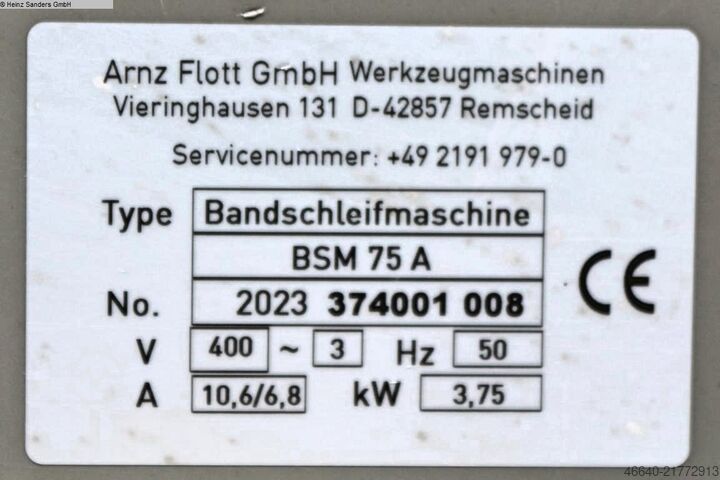 © Heinz Sanders GmbH
Arnz Flott GmbH Werkzeugmaschinen
Vieringhausen 131 D-42857 Remscheid
Servicenummer: +49 2191 979-0
Type Bandschleifmaschine
BSM 75 A
CE
No. 2023 374001 008
V 400 ~ 3 Hz 50
A 10,6/6,8 kW 3,75
46640-21772913